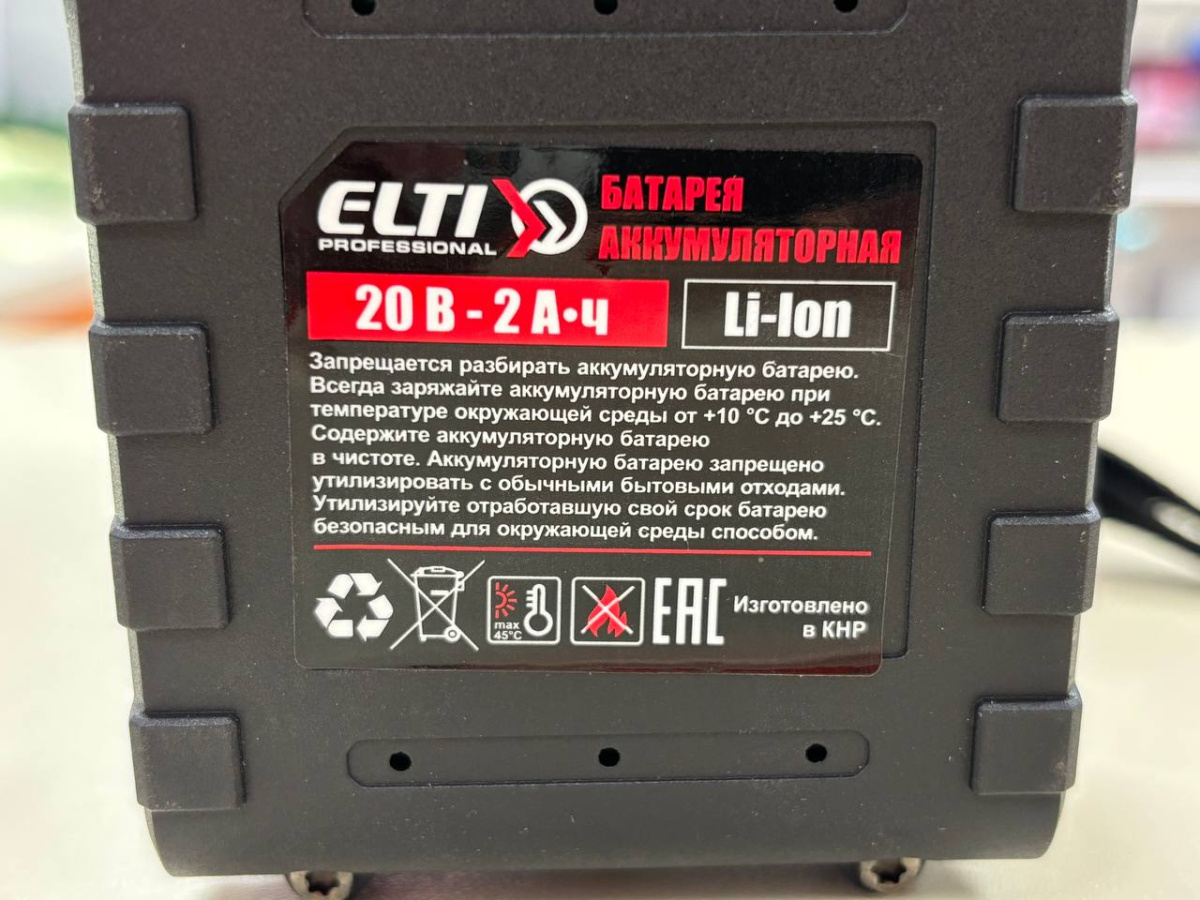 ELTI
PROFESSIONAL
БАТАРЕЯ
АККУМУЛЯТОРНАЯ
20 В - 2 А•ч
Li-Ion
Запрещается разбирать аккумуляторную батарею.
Всегда заряжайте аккумуляторную батарею при
температуре окружающей среды от +10 °C до +25 °C.
Содержите аккумуляторную батарею
в чистоте. Аккумуляторную батарею запрещено
утилизировать с обычными бытовыми отходами.
Утилизируйте отработавшую свой срок батарею
безопасным для окружающей среды способом.
max
45°C
EAC
Изготовлено
в КНР